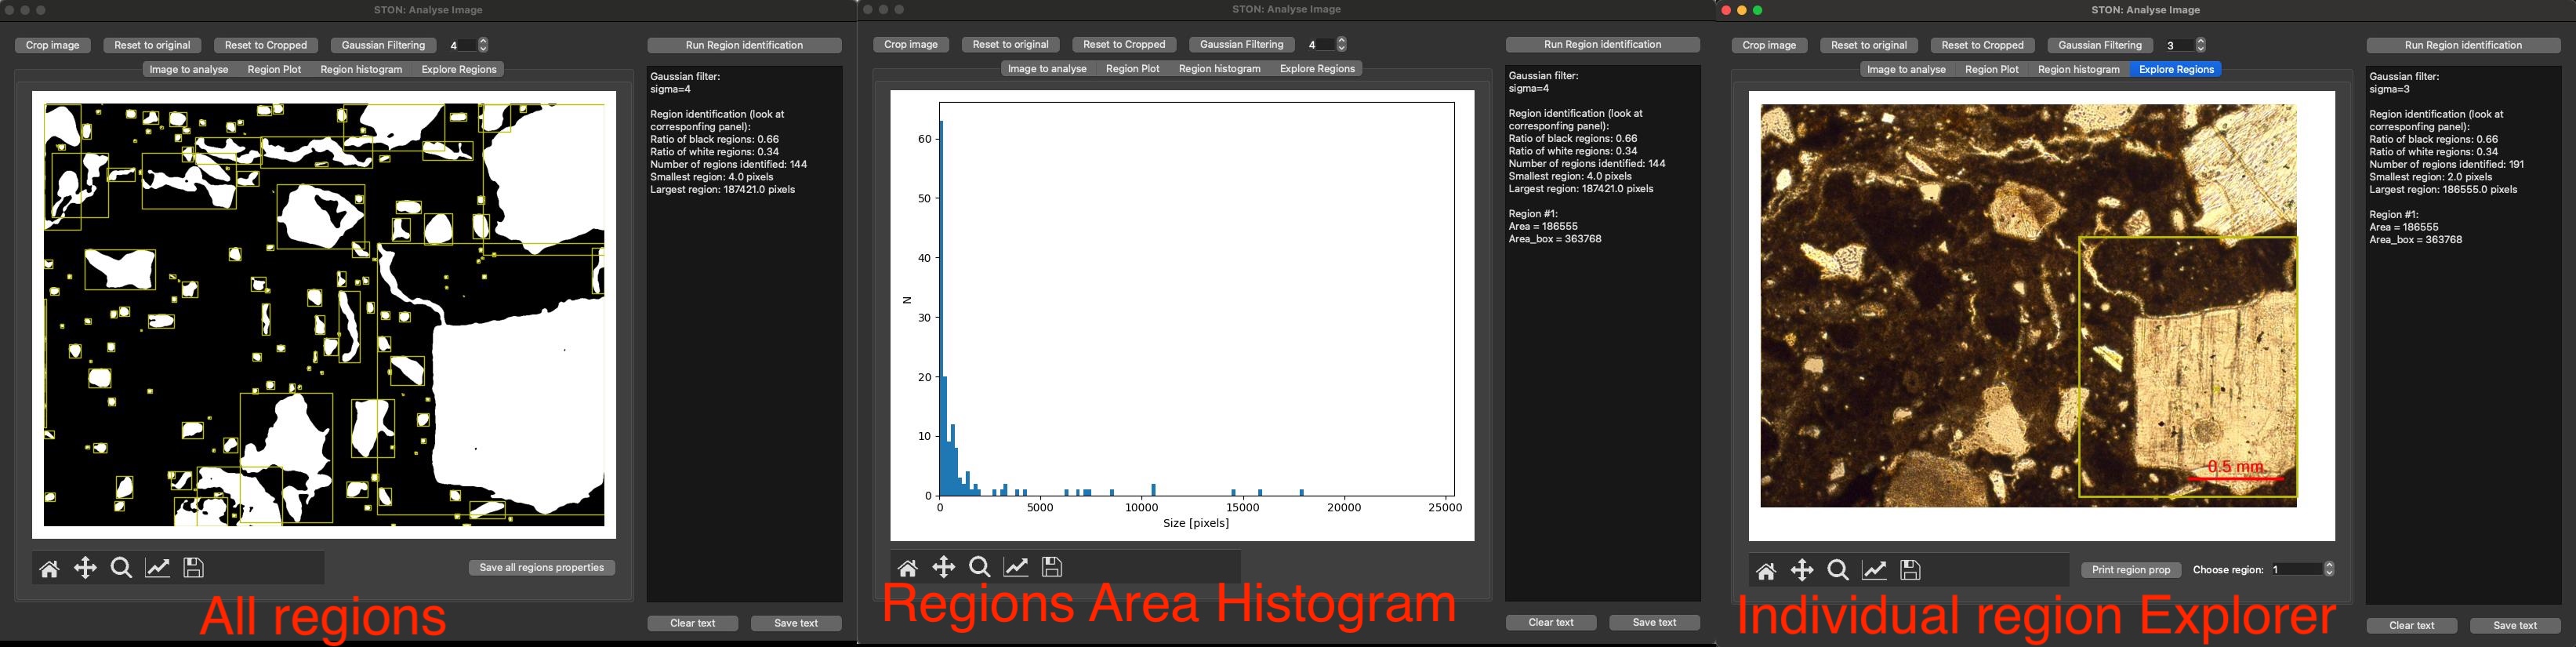 STON: Analyse Image
Crop image
Reset to original
Reset to Cropped
Gaussian Filtering
4
Run Region identification
Image to analyse
Region Plot
Region histogram
Explore Regions
Gaussian filter:
sigma=4
Region identification (look at
corresponfing panel):
Ratio of black regions: 0.66
Ratio of white regions: 0.34
Number of regions identified: 144
Smallest region: 4.0 pixels
Largest region: 187421.0 pixels
Save all regions properties
All regions
Clear text
Save text
STON: Analyse Image
Crop image
Reset to original
Reset to Cropped
Gaussian Filtering
4
Run Region identification
Image to analyse
Region Plot
Region histogram
Explore Regions
60
50
40
30
20
10
0
N
0
5000
10000
15000
20000
25000
Size [pixels]
Gaussian filter:
sigma=4
Region identification (look at
corresponfing panel):
Ratio of black regions: 0.66
Ratio of white regions: 0.34
Number of regions identified: 144
Smallest region: 4.0 pixels
Largest region: 187421.0 pixels
Region #1:
Area = 186555
Area_box = 363768
Regions Area Histogram
Clear text
Save text
STON: Analyse Image
Crop image
Reset to original
Reset to Cropped
Gaussian Filtering
3
Run Region identification
Image to analyse
Region Plot
Region histogram
Explore Regions
0.5 mm
Gaussian filter:
sigma=3
Region identification (look at
corresponfing panel):
Ratio of black regions: 0.66
Ratio of white regions: 0.34
Number of regions identified: 191
Smallest region: 2.0 pixels
Largest region: 186555.0 pixels
Region #1:
Area = 186555
Area_box = 363768
Print region prop
Choose region:
1
Individual region Explorer
Clear text
Save text